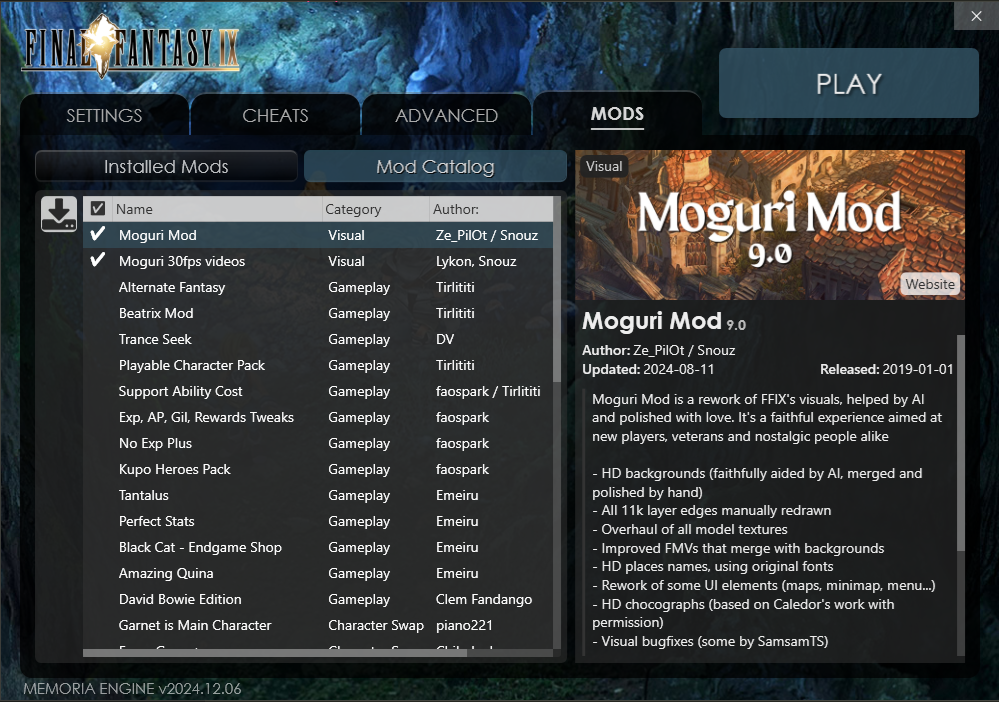 FINAL FANTASY IX
PLAY
SETTINGS
CHEATS
ADVANCED
MODS
Installed Mods
Mod Catalog
Name Category Author:
Moguri Mod Visual Ze_PilOt / Snouz
Moguri 30fps videos Visual Lykon, Snouz
Alternate Fantasy Gameplay Tirlititi
Beatrix Mod Gameplay Tirlititi
Trance Seek Gameplay DV
Playable Character Pack Gameplay Tirlititi
Support Ability Cost Gameplay faospark / Tirlititi
Exp, AP, Gil, Rewards Tweaks Gameplay faospark
No Exp Plus Gameplay faospark
Kupo Heroes Pack Gameplay faospark
Tantalus Gameplay Emeiru
Perfect Stats Gameplay Emeiru
Black Cat - Endgame Shop Gameplay Emeiru
Amazing Quina Gameplay Emeiru
David Bowie Edition Gameplay Clem Fandango
Garnet is Main Character Character Swap piano221
Visual
Moguri Mod
9.0
Website
Moguri Mod 9.0
Author: Ze_PilOt / Snouz
Updated: 2024-08-11 Released: 2019-01-01
Moguri Mod is a rework of FFIX's visuals, helped by AI
and polished with love. It's a faithful experience aimed at
new players, veterans and nostalgic people alike
- HD backgrounds (faithfully aided by AI, merged and
polished by hand)
- All 11k layer edges manually redrawn
- Overhaul of all model textures
- Improved FMVs that merge with backgrounds
- HD places names, using original fonts
- Rework of some UI elements (maps, minimap, menu...)
- HD chocographs (based on Caledor's work with
permission)
- Visual bugfixes (some by SamsamTS)
MEMORIA ENGINE v2024.12.06